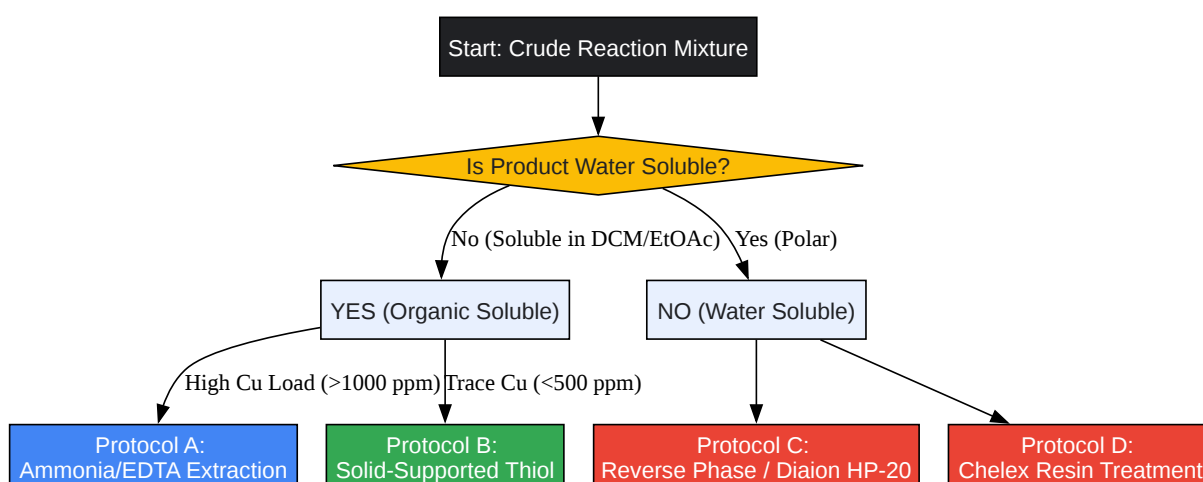 Start: Crude Reaction Mixture
Is Product Water Soluble?
No (Soluble in DCM/EtOAc)
Yes (Polar)
YES (Organic Soluble)
NO (Water Soluble)
High Cu Load (>1000 ppm)
Trace Cu (<500 ppm)
Protocol A:
Ammonia/EDTA Extraction
Protocol B:
Solid-Supported Thiol
Protocol C:
Reverse Phase / Diaion HP-20
Protocol D:
Chelex Resin Treatment